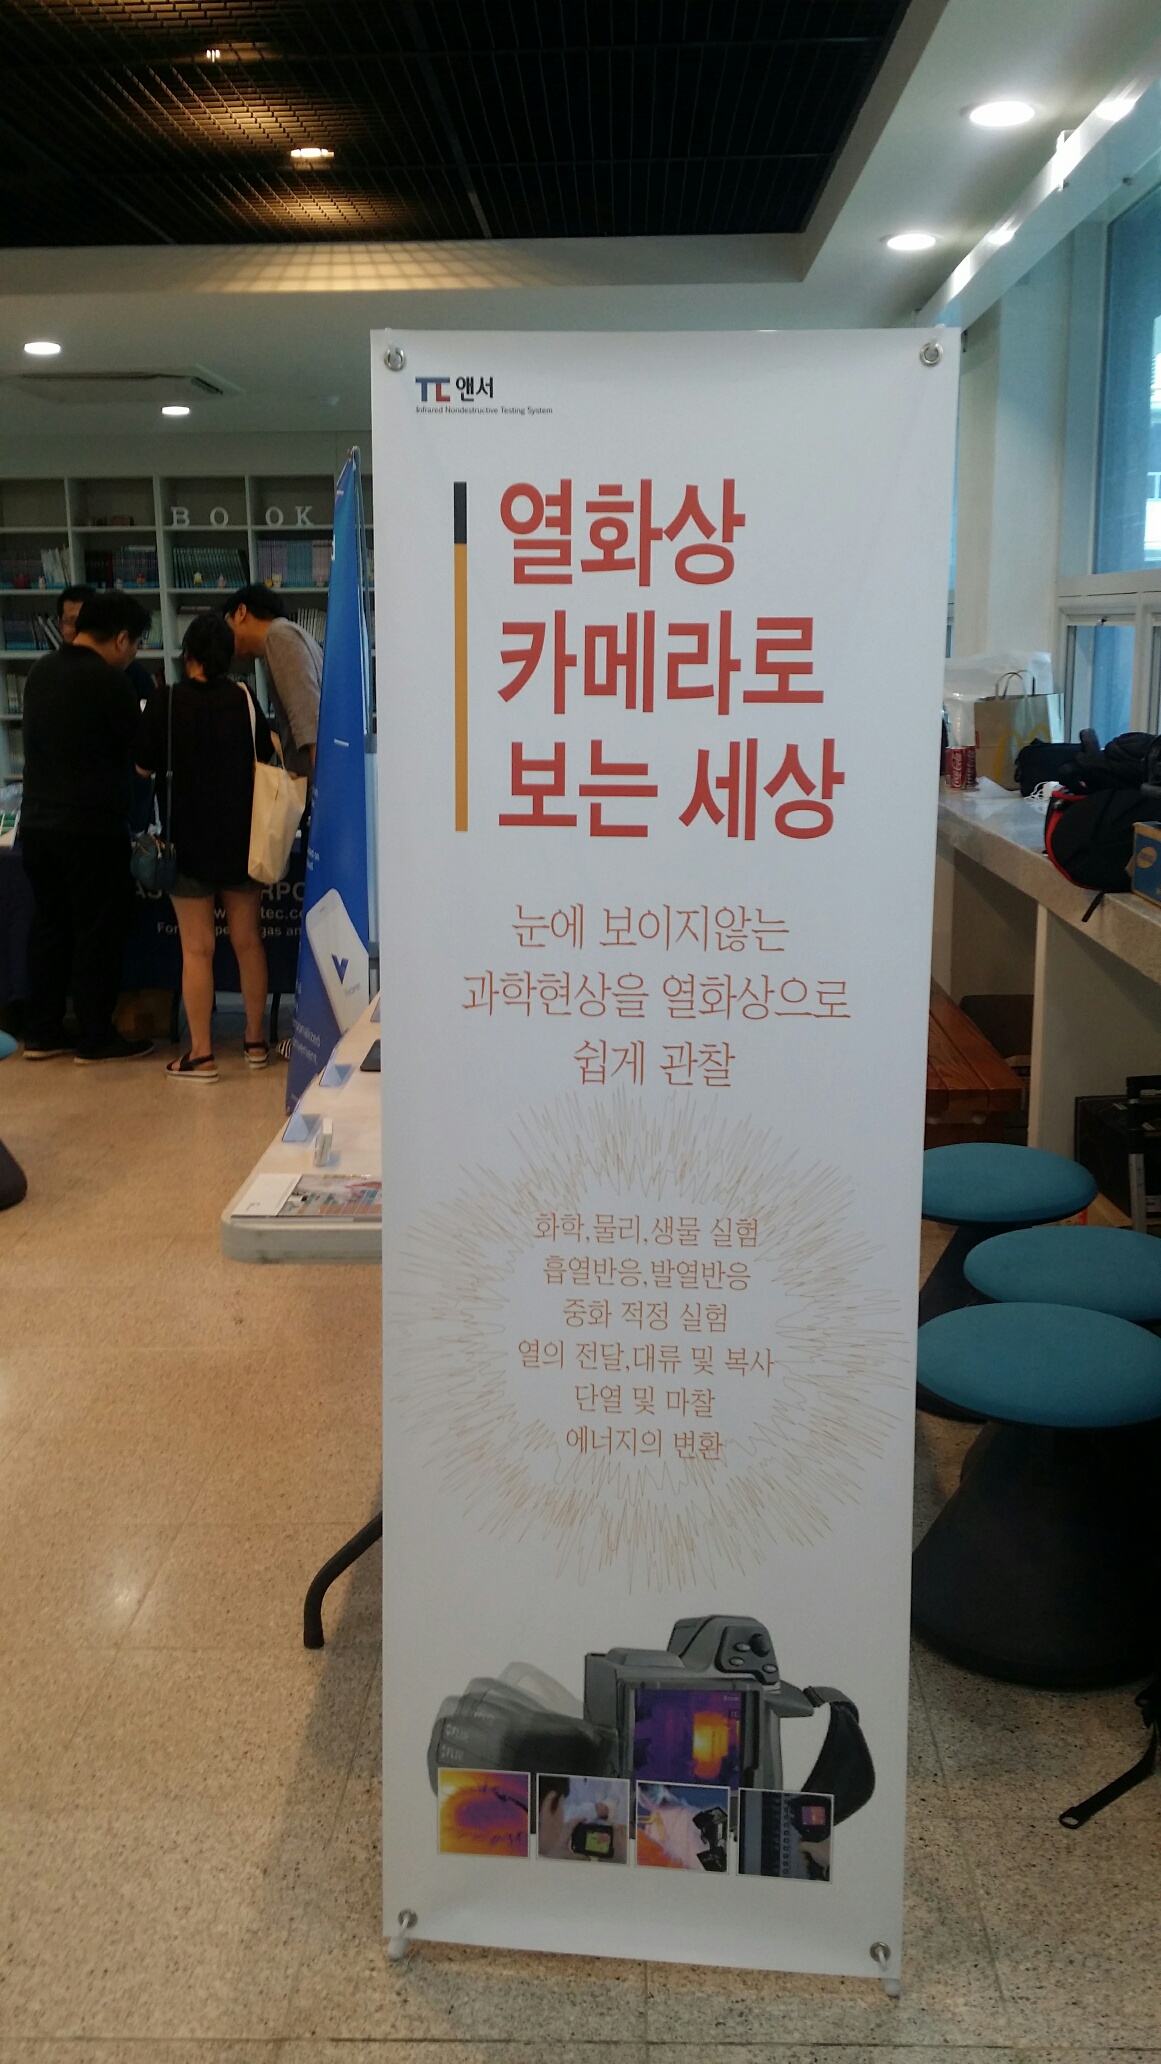 BOOK
TC 앤서
Infrared Nondestructive Testing System
열화상
카메라로
보는 세상
눈에 보이지않는
과학현상을 열화상으로
쉽게 관찰
화학,물리,생물 실험
흡열반응,발열반응
중화 적정 실험
열의 전달,대류 및 복사
단열 및 마찰
에너지의 변환
FLIR